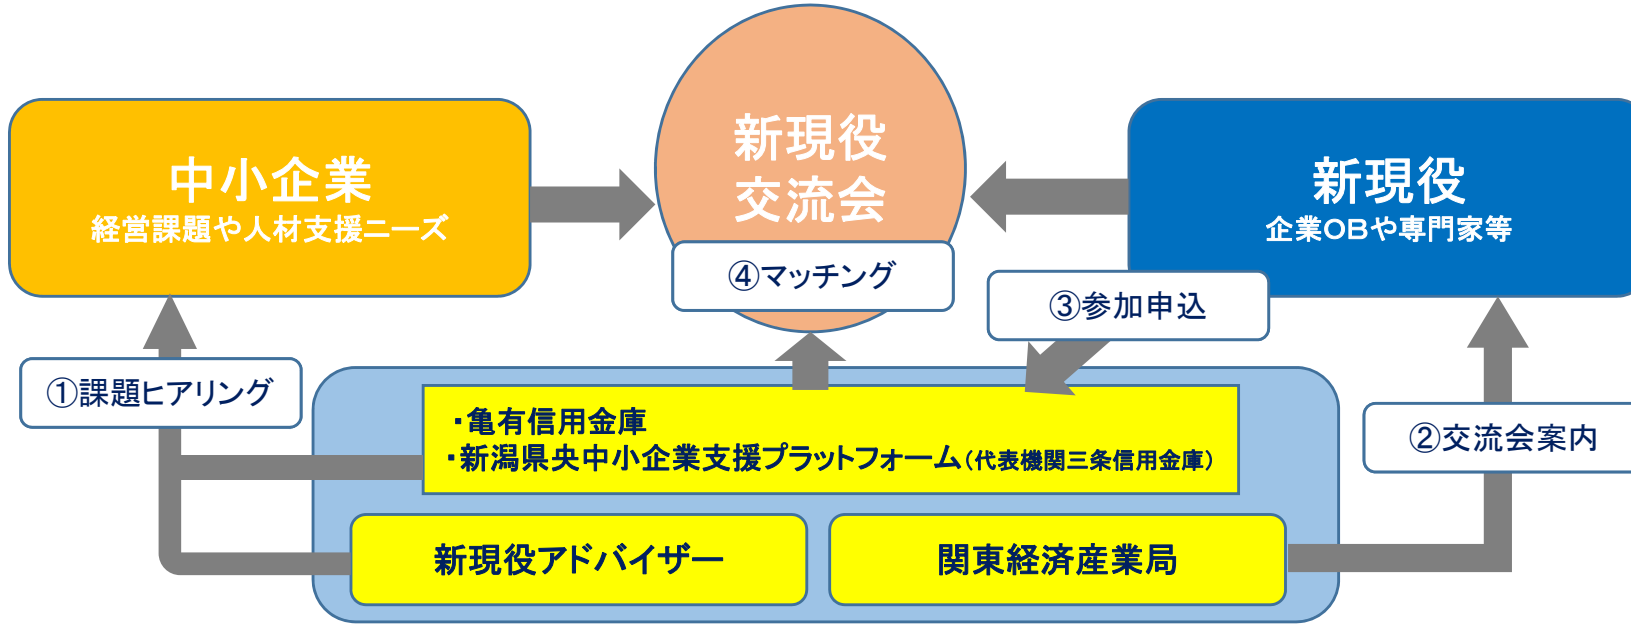 新現役
交流会
中小企業
経営課題や人材支援ニーズ
新現役
企業OBや専門家等
④マッチング
③参加申込
①課題ヒアリング
・亀有信用金庫
・新潟県央中小企業支援プラットフォーム(代表機関三条信用金庫)
②交流会案内
新現役アドバイザー
関東経済産業局